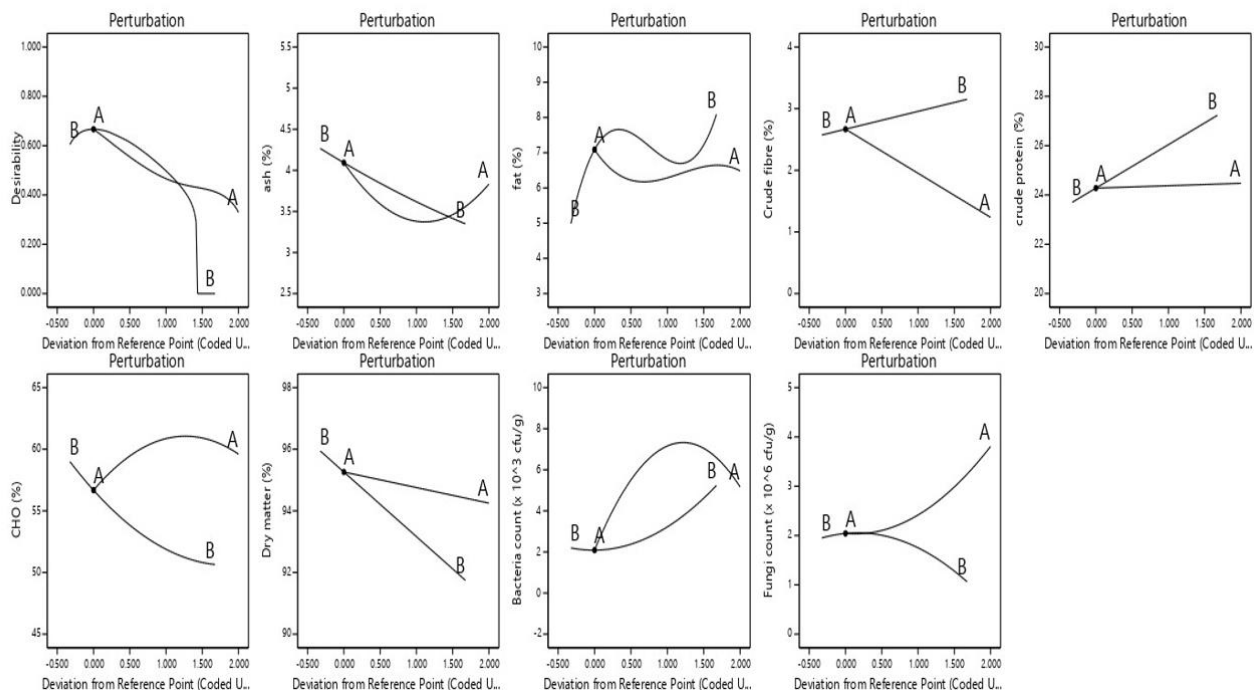 Perturbation
Desirability
1.000
0.800
0.600
0.400
0.200
0.000
B
A
A
B
-0.500 0.000 0.500 1.000 1.500 2.000
Deviation from Reference Point (Coded U...
Perturbation
ash (%)
5.5
5
4.5
4
3.5
3
2.5
B
A
A
B
-0.500 0.000 0.500 1.000 1.500 2.000
Deviation from Reference Point (Coded U...
Perturbation
fat (%)
10
9
8
7
6
5
4
3
B
A
B
A
-0.500 0.000 0.500 1.000 1.500 2.000
Deviation from Reference Point (Coded U...
Perturbation
Crude fibre (%)
4
3
2
1
0
B
A
B
A
-0.500 0.000 0.500 1.000 1.500 2.000
Deviation from Reference Point (Coded U...
Perturbation
crude protein (%)
30
28
26
24
22
20
B
A
B
A
-0.500 0.000 0.500 1.000 1.500 2.000
Deviation from Reference Point (Coded U...
Perturbation
CHO (%)
65
60
55
50
45
B
A
A
B
-0.500 0.000 0.500 1.000 1.500 2.000
Deviation from Reference Point (Coded U...
Perturbation
Dry matter (%)
98
96
94
92
90
B
A
A
B
-0.500 0.000 0.500 1.000 1.500 2.000
Deviation from Reference Point (Coded U...
Perturbation
Bacteria count (x 10^3 cfu/g)
10
8
6
4
2
0
-2
B
A
B
A
-0.500 0.000 0.500 1.000 1.500 2.000
Deviation from Reference Point (Coded U...
Perturbation
Fungi count (x 10^6 cfu/g)
5
4
3
2
1
0
B
A
A
B
-0.500 0.000 0.500 1.000 1.500 2.000
Deviation from Reference Point (Coded U...